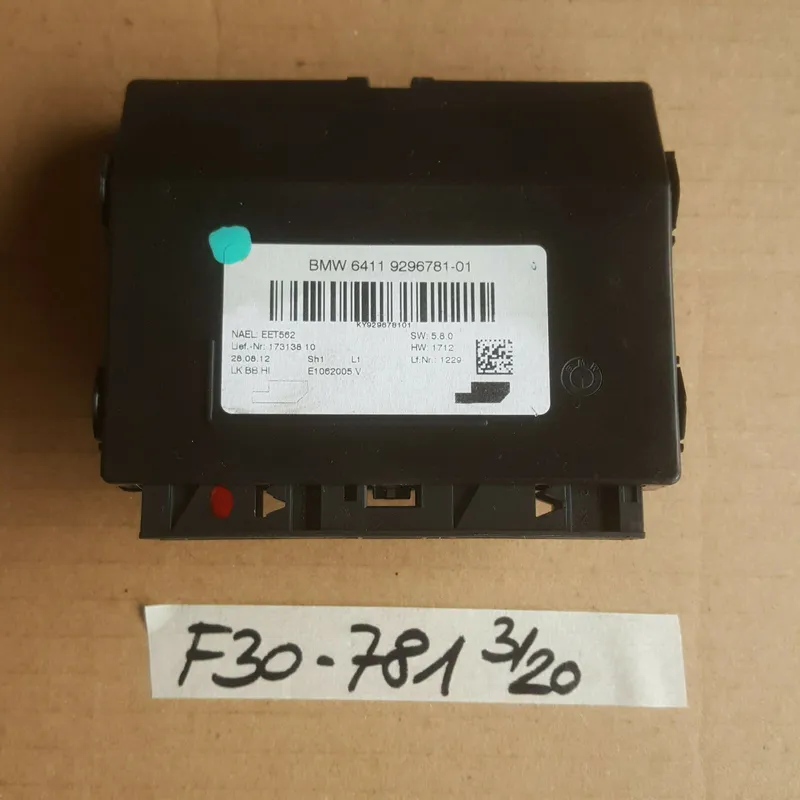 BMW 6411 9296781-01
KY929678101
NAEL: EET562 SW: 5.8.0
Lief.-Nr: 173138 10 HW: 1712
28.08.12 Sh1 L1 Lf.Nr.: 1229
LK BB HI E1062005 V
F30-781 3/20